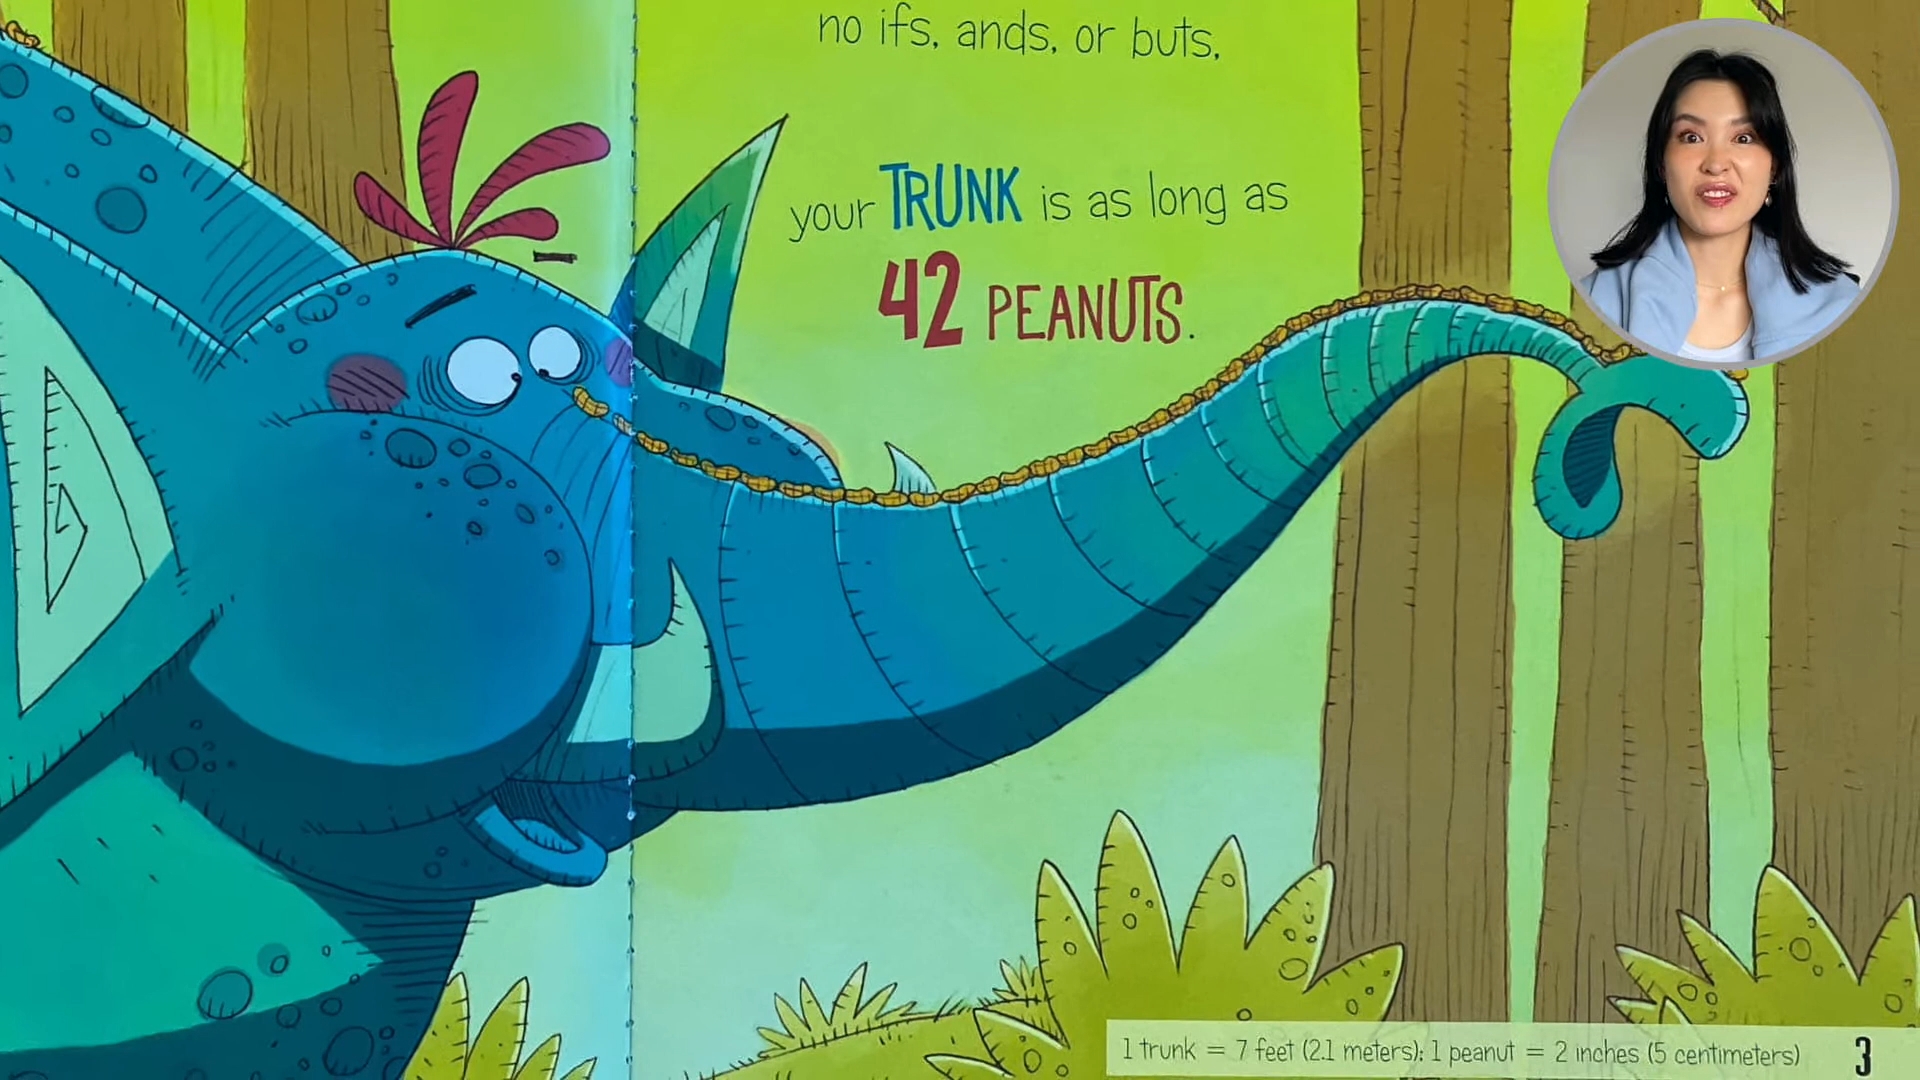 no ifs, ands, or buts,
your TRUNK is as long as
42 PEANUTS.
1 trunk = 7 feet (2.1 meters); 1 peanut = 2 inches (5 centimeters)
3